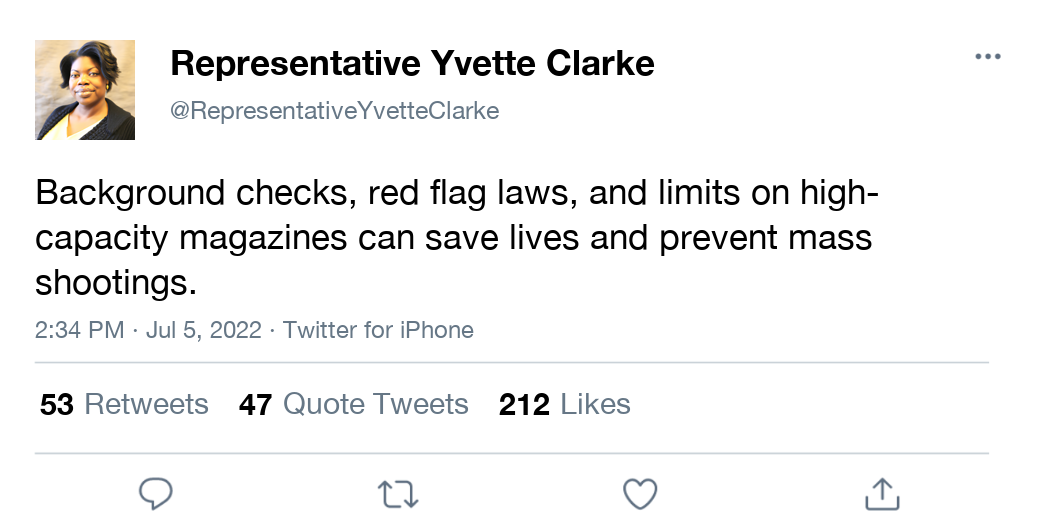 Representative Yvette Clarke
@RepresentativeYvetteClarke
Background checks, red flag laws, and limits on high-
capacity magazines can save lives and prevent mass
shootings.
2:34 PM · Jul 5, 2022 · Twitter for iPhone
53 Retweets 47 Quote Tweets 212 Likes